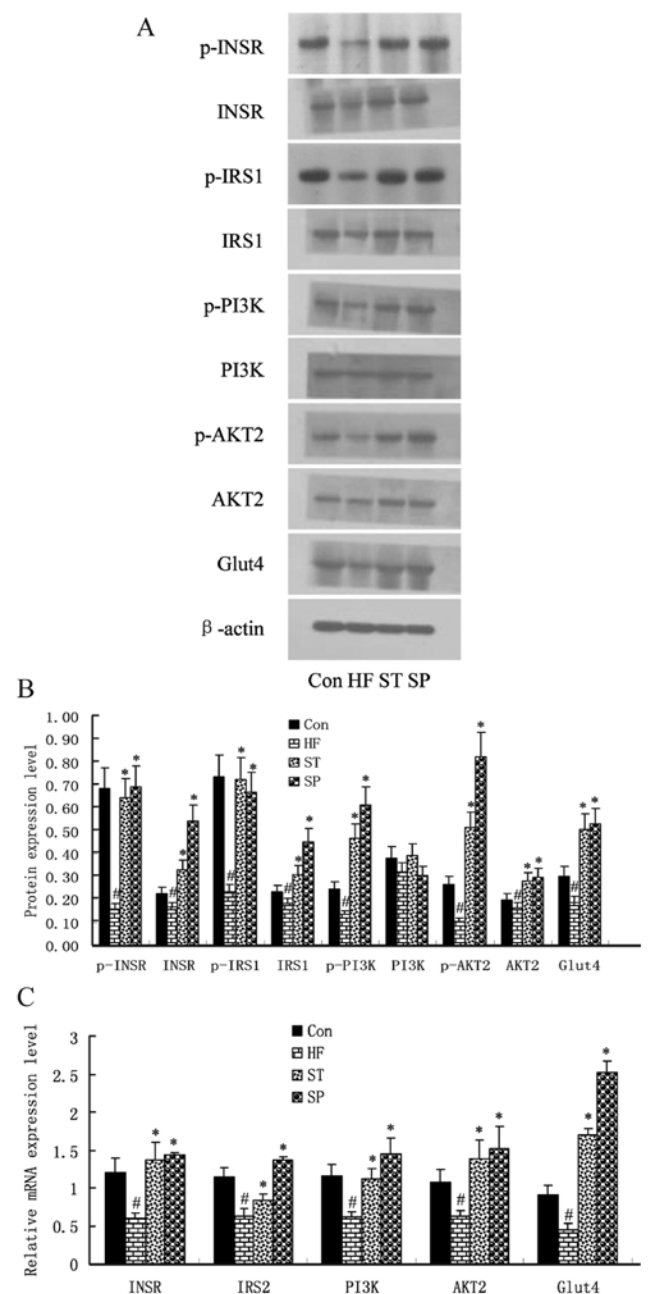 A
p-INSR
INSR
p-IRS1
IRS1
p-PI3K
PI3K
p-AKT2
AKT2
Glut4
β-actin
Con HF ST SP
B
Protein expression level
1.00
0.90
0.80
0.70
0.60
0.50
0.40
0.30
0.20
0.10
0.00
Con
HF
ST
SP
# * * # * * # * * # * * # * * # * * # * * # * *
p-INSR INSR p-IRS1 IRS1 p-PI3K PI3K p-AKT2 AKT2 Glut4
C
Relative mRNA expression level
3
2.5
2
1.5
1
0.5
0
Con
HF
ST
SP
# * * # * * # * * # * * # * *
INSR IRS2 PI3K AKT2 Glut4